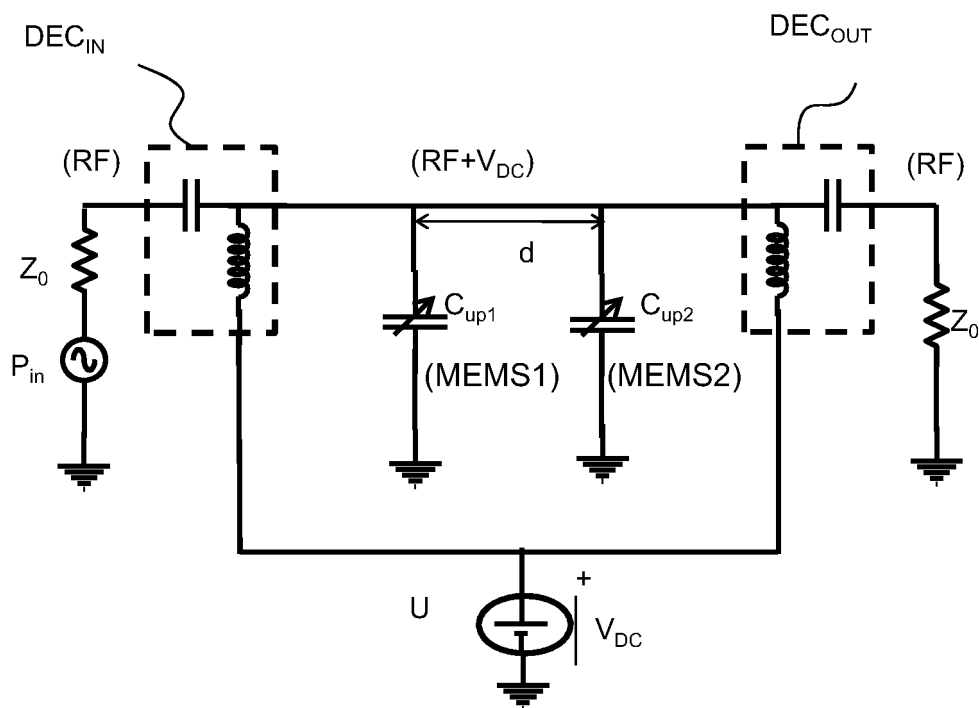 DEC_IN
DEC_OUT
(RF)
(RF+V_DC)
(RF)
d
Z_0
C_up1
C_up2
Z_0
P_in
(MEMS1)
(MEMS2)
+
U
V_DC